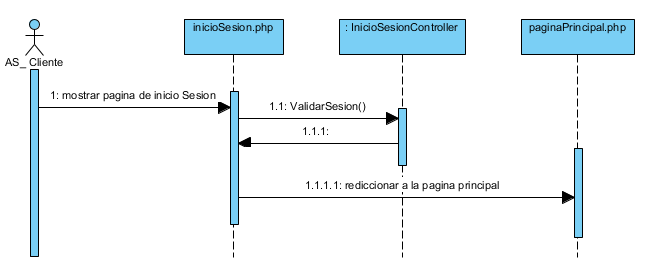 inicioSesion.php
: InicioSesionController
paginaPrincipal.php
AS_ Cliente
1: mostrar pagina de inicio Sesion
1.1: ValidarSesion()
1.1.1:
1.1.1.1: rediccionar a la pagina principal